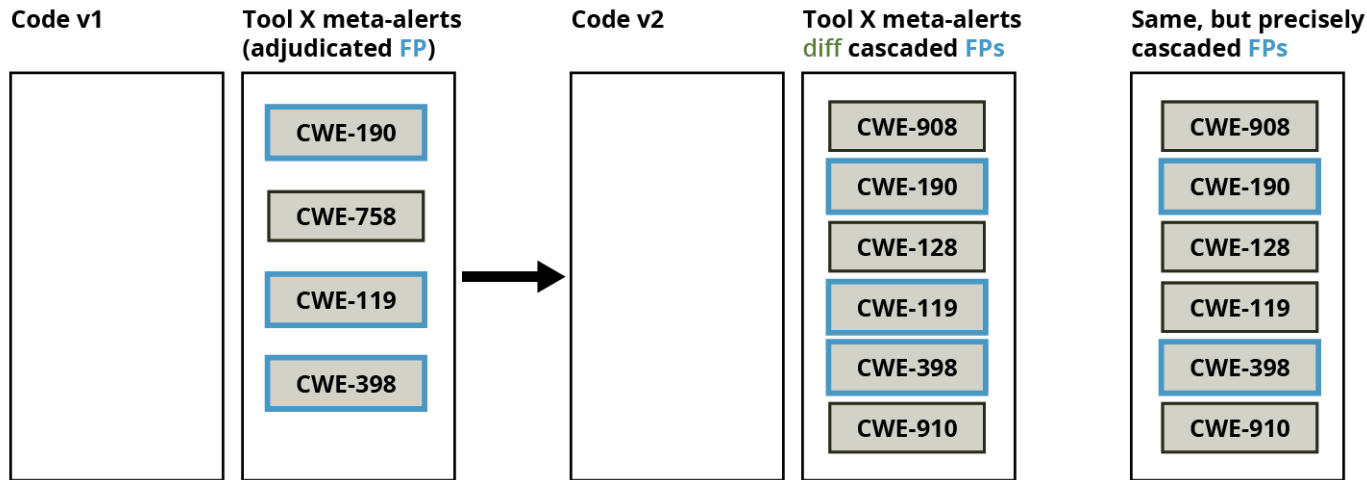 Code v1
Tool X meta-alerts
(adjudicated FP)
CWE-190
CWE-758
CWE-119
CWE-398
Code v2
Tool X meta-alerts
diff cascaded FPs
CWE-908
CWE-190
CWE-128
CWE-119
CWE-398
CWE-910
Same, but precisely
cascaded FPs
CWE-908
CWE-190
CWE-128
CWE-119
CWE-398
CWE-910